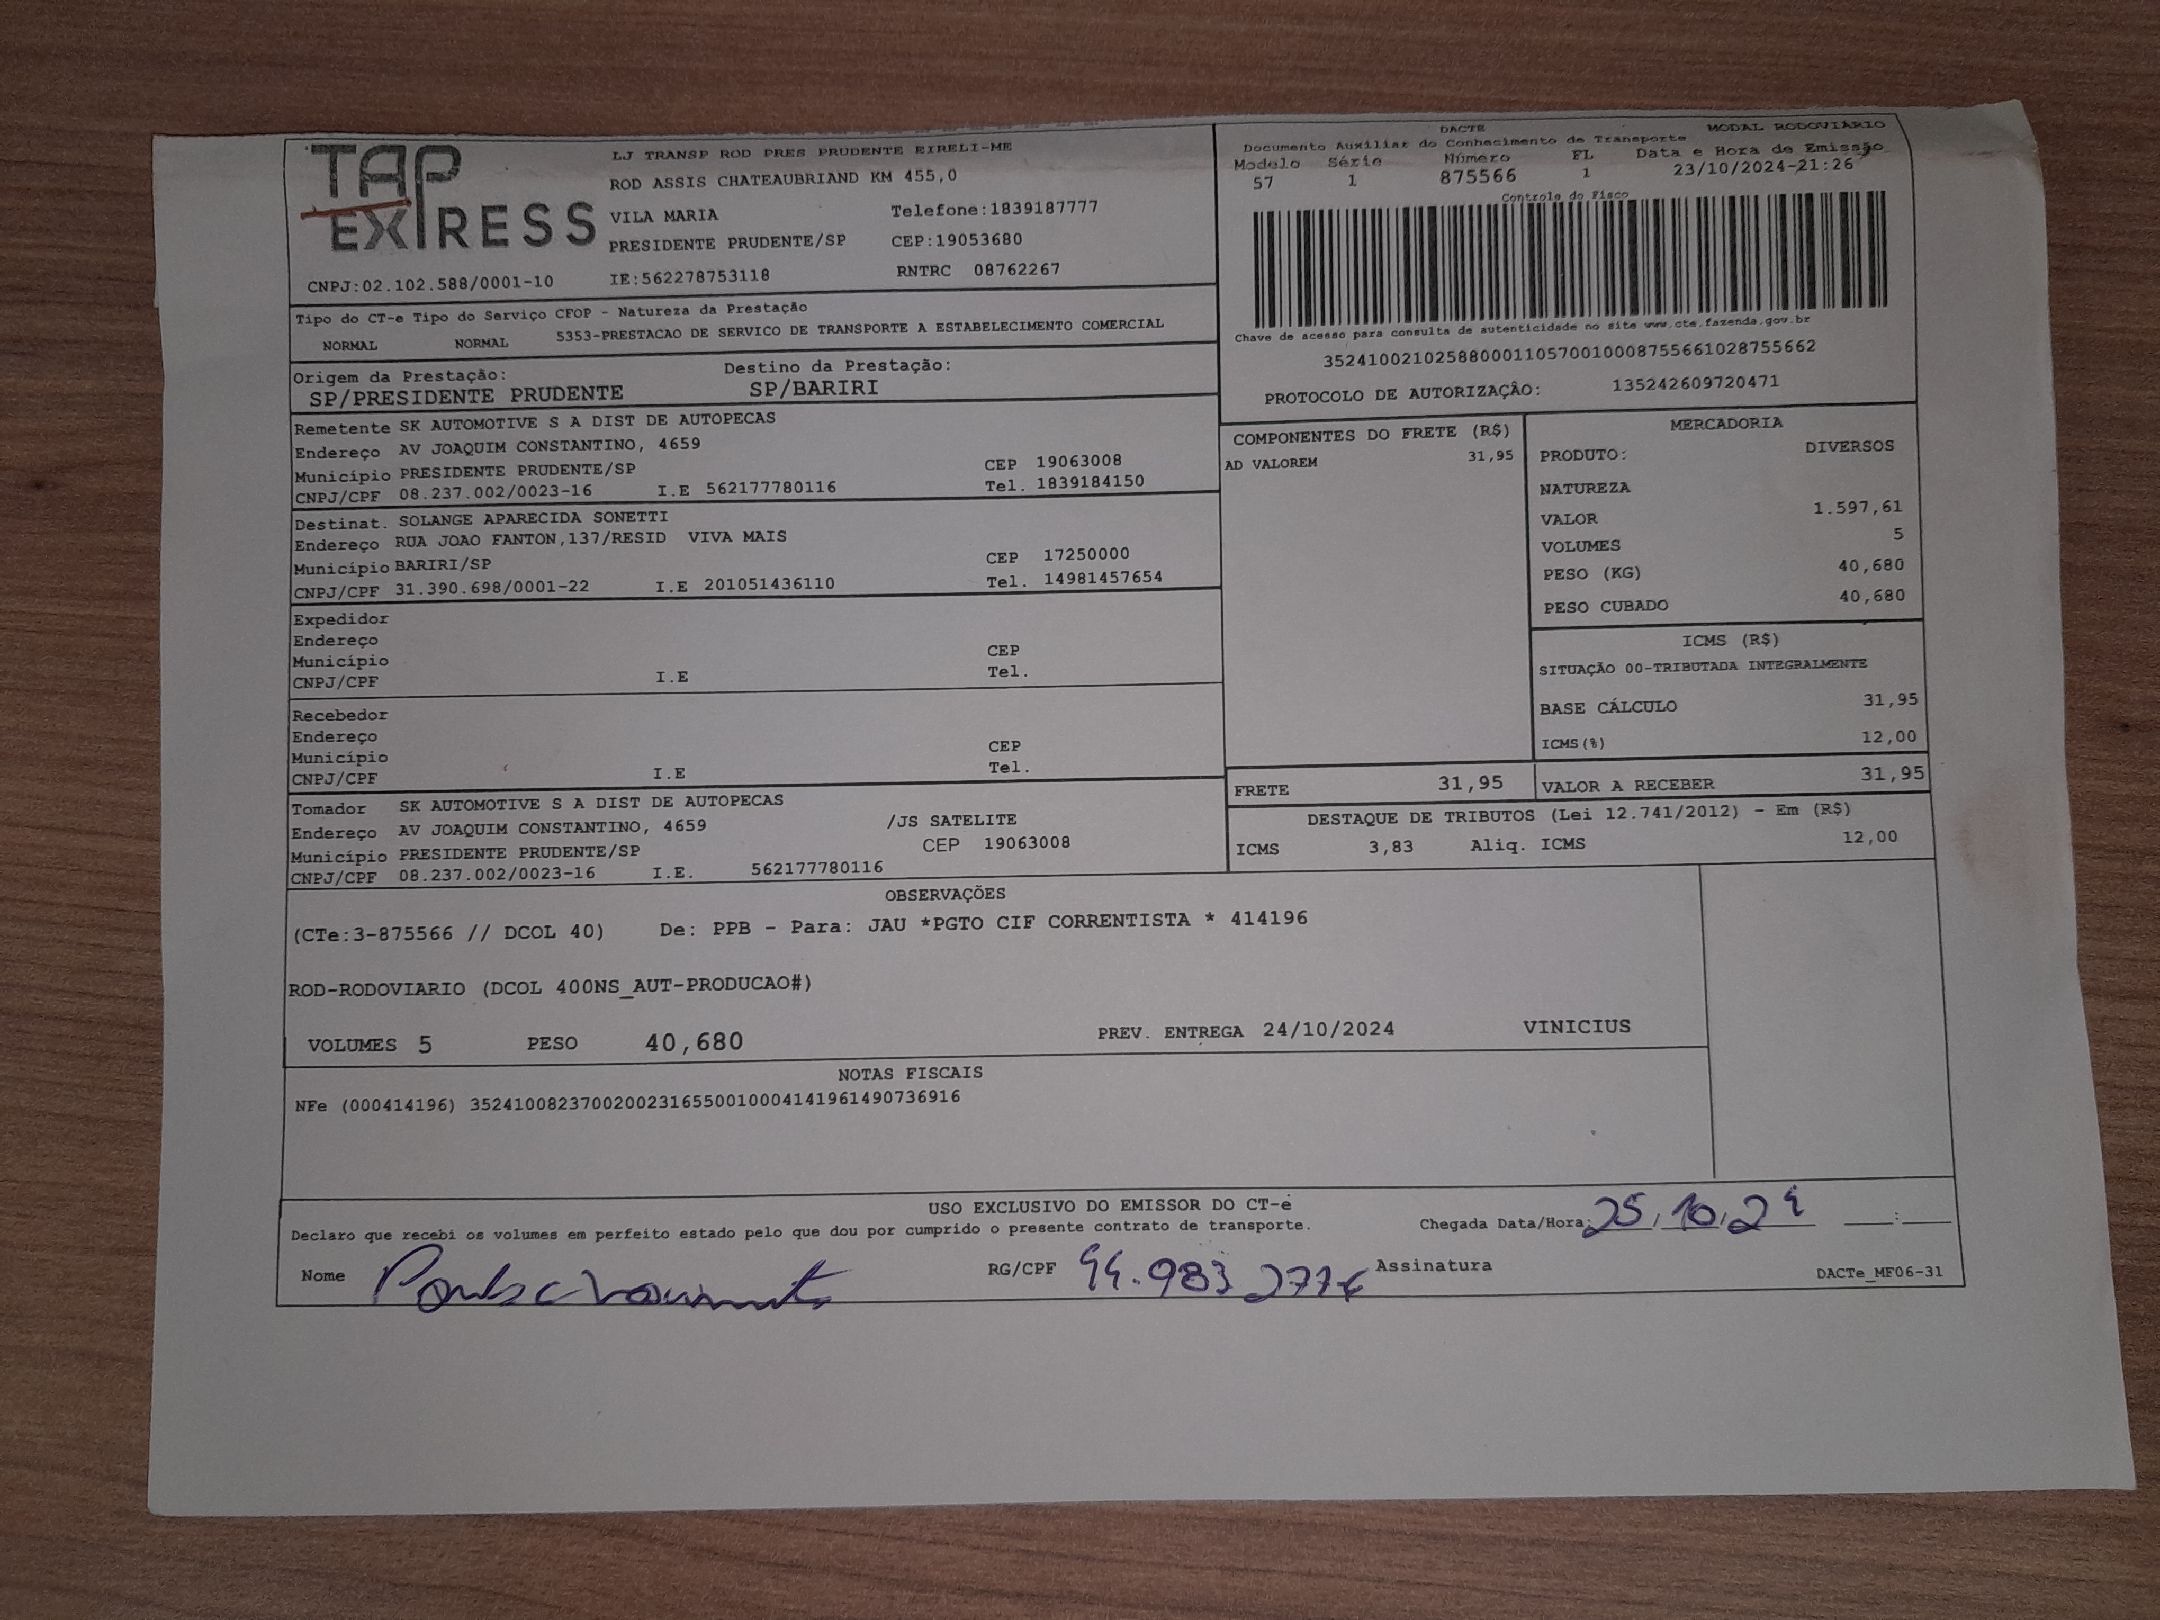 TAP EXPRESS
LJ TRANSP ROD PRES PRUDENTE EIRELI-ME
ROD ASSIS CHATEAUBRIAND KM 455,0
VILA MARIA Telefone:1839187777
PRESIDENTE PRUDENTE/SP CEP:19053680
CNPJ:02.102.588/0001-10 IE:562278753118 RNTRC 08762267
DACTE MODAL RODOVIÁRIO
Documento Auxiliar do Conhecimento de Transporte
Modelo Série Número FL Data e Hora de Emissão
57 1 875566 1 23/10/2024-21:26
Controle do Fisco
Chave de acesso para consulta de autenticidade no site www.cte.fazenda.gov.br
35241002102588000110570010008755661028755662
PROTOCOLO DE AUTORIZAÇÃO: 135242609720471
Tipo do CT-e Tipo do Serviço CFOP - Natureza da Prestação
NORMAL NORMAL 5353-PRESTACAO DE SERVICO DE TRANSPORTE A ESTABELECIMENTO COMERCIAL
Origem da Prestação: Destino da Prestação:
SP/PRESIDENTE PRUDENTE SP/BARIRI
Remetente SK AUTOMOTIVE S A DIST DE AUTOPECAS
Endereço AV JOAQUIM CONSTANTINO, 4659
Município PRESIDENTE PRUDENTE/SP CEP 19063008
CNPJ/CPF 08.237.002/0023-16 I.E 562177780116 Tel. 1839184150
Destinat. SOLANGE APARECIDA SONETTI
Endereço RUA JOAO FANTON,137/RESID VIVA MAIS
Município BARIRI/SP CEP 17250000
CNPJ/CPF 31.390.698/0001-22 I.E 201051436110 Tel. 14981457654
Expedidor
Endereço
Município CEP
CNPJ/CPF I.E Tel.
Recebedor
Endereço
Município CEP
CNPJ/CPF I.E Tel.
Tomador SK AUTOMOTIVE S A DIST DE AUTOPECAS
Endereço AV JOAQUIM CONSTANTINO, 4659 /JS SATELITE
Município PRESIDENTE PRUDENTE/SP CEP 19063008
CNPJ/CPF 08.237.002/0023-16 I.E. 562177780116
COMPONENTES DO FRETE (R$)
AD VALOREM 31,95
MERCADORIA
PRODUTO: DIVERSOS
NATUREZA
VALOR 1.597,61
VOLUMES 5
PESO (KG) 40,680
PESO CUBADO 40,680
ICMS (R$)
SITUAÇÃO 00-TRIBUTADA INTEGRALMENTE
BASE CÁLCULO 31,95
ICMS(%) 12,00
FRETE 31,95 VALOR A RECEBER 31,95
DESTAQUE DE TRIBUTOS (Lei 12.741/2012) - Em (R$)
ICMS 3,83 Aliq. ICMS 12,00
OBSERVAÇÕES
(CTe:3-875566 // DCOL 40) De: PPB - Para: JAU *PGTO CIF CORRENTISTA * 414196
ROD-RODOVIARIO (DCOL 400NS_AUT-PRODUCAO#)
VOLUMES 5 PESO 40,680 PREV. ENTREGA 24/10/2024 VINICIUS
NOTAS FISCAIS
NFe (000414196) 35241008237002002316550010004141961490736916
USO EXCLUSIVO DO EMISSOR DO CT-e
Declaro que recebi os volumes em perfeito estado pelo que dou por cumprido o presente contrato de transporte. Chegada Data/Hora: 25,10,24 ___:___
Nome RG/CPF Assinatura DACTe_MF06-31